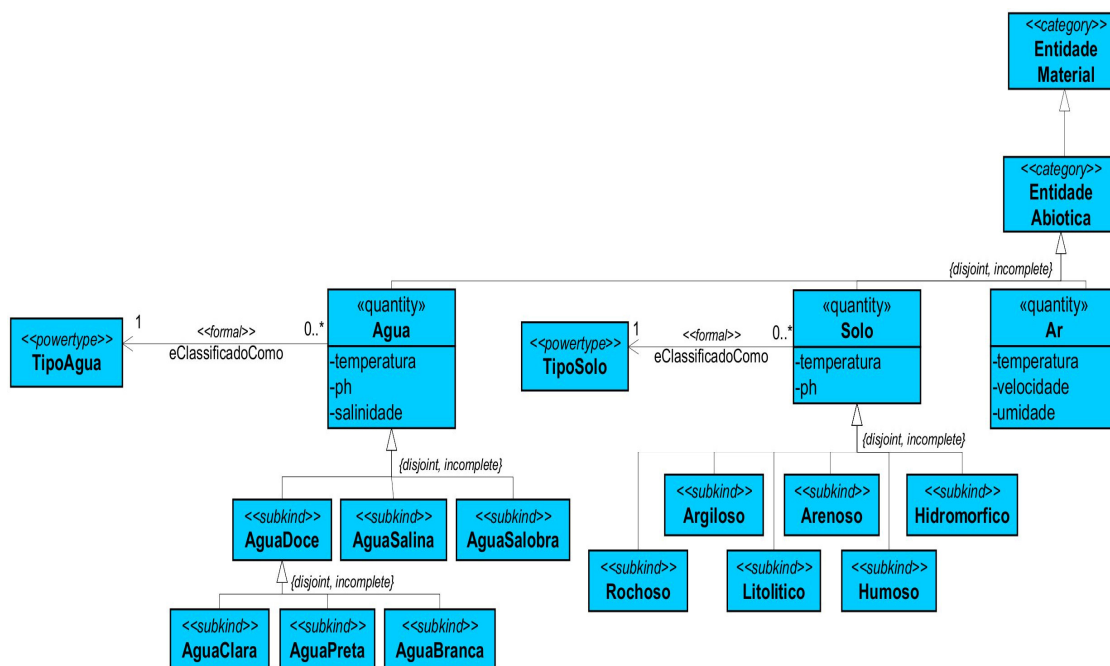 <<category>>
Entidade
Material
<<category>>
Entidade
Abiotica
{disjoint, incomplete}
«quantity»
Agua
-temperatura
-ph
-salinidade
«quantity»
Solo
-temperatura
-ph
«quantity»
Ar
-temperatura
-velocidade
-umidade
<<powertype>>
TipoAgua
1
<<formal>>
eClassificadoComo
0..*
<<powertype>>
TipoSolo
1
<<formal>>
eClassificadoComo
0..*
{disjoint, incomplete}
<<subkind>>
AguaDoce
<<subkind>>
AguaSalina
<<subkind>>
AguaSalobra
{disjoint, incomplete}
<<subkind>>
AguaClara
<<subkind>>
AguaPreta
<<subkind>>
AguaBranca
{disjoint, incomplete}
<<subkind>>
Argiloso
<<subkind>>
Arenoso
<<subkind>>
Hidromorfico
<<subkind>>
Rochoso
<<subkind>>
Litolitico
<<subkind>>
Humoso